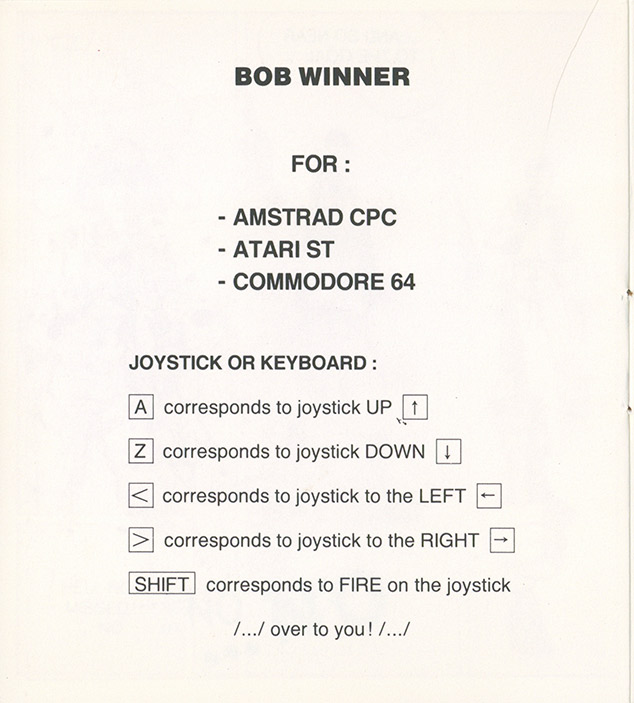 BOB WINNER
FOR :
- AMSTRAD CPC
- ATARI ST
- COMMODORE 64
JOYSTICK OR KEYBOARD :
A corresponds to joystick UP ↑
Z corresponds to joystick DOWN ↓
< corresponds to joystick to the LEFT ←
> corresponds to joystick to the RIGHT →
SHIFT corresponds to FIRE on the joystick
/.../ over to you ! /.../